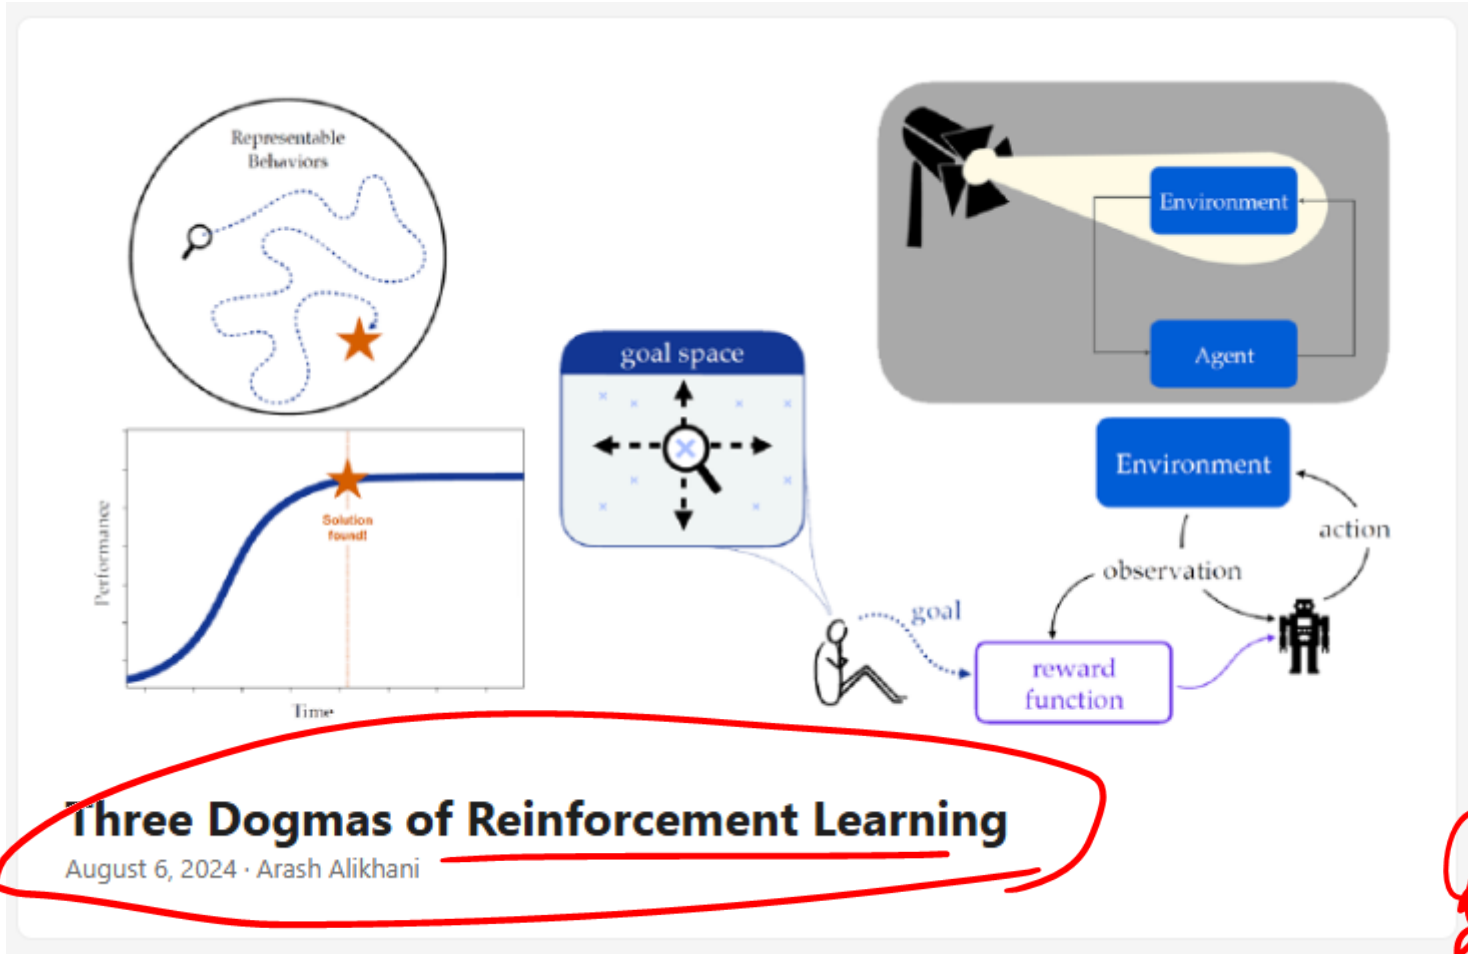 Representable
Behaviors
Performance
Solution
found!
Time
goal space
goal
Environment
Agent
Environment
action
observation
reward
function
Three Dogmas of Reinforcement Learning
August 6, 2024 · Arash Alikhani